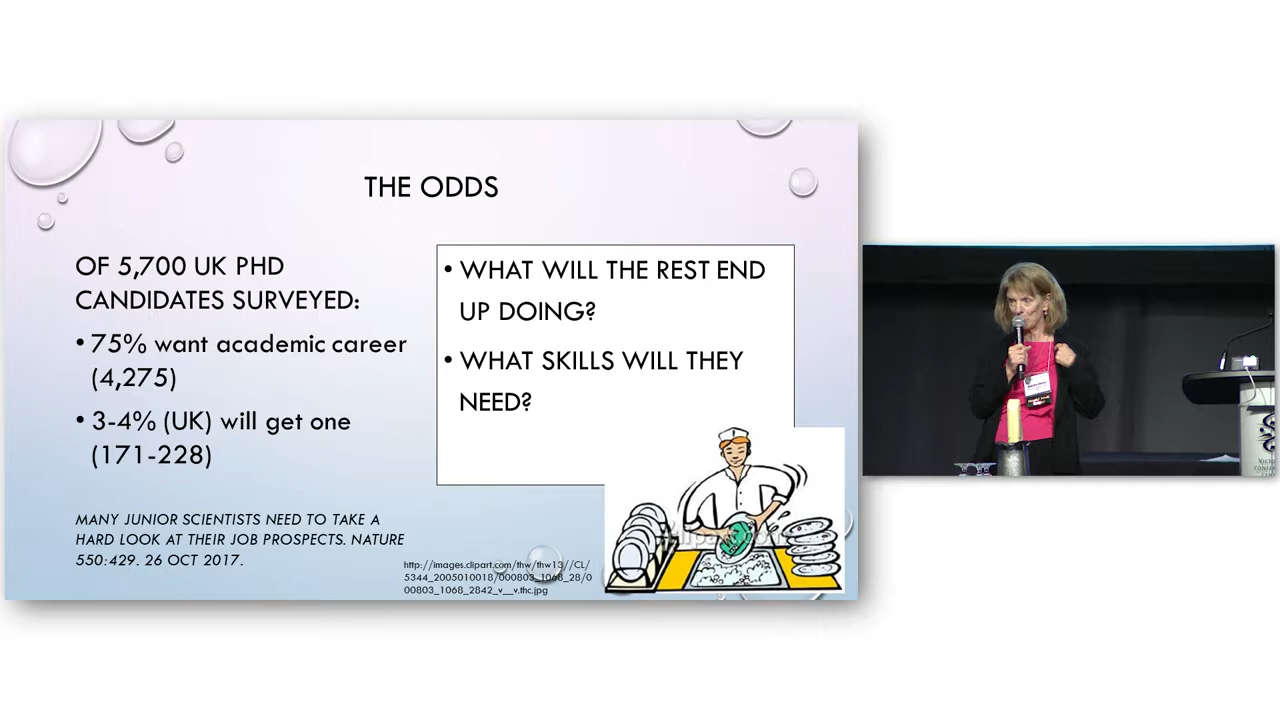 THE ODDS
OF 5,700 UK PHD
CANDIDATES SURVEYED:
• 75% want academic career
(4,275)
• 3-4% (UK) will get one
(171-228)
MANY JUNIOR SCIENTISTS NEED TO TAKE A
HARD LOOK AT THEIR JOB PROSPECTS. NATURE
550:429. 26 OCT 2017.
• WHAT WILL THE REST END
UP DOING?
• WHAT SKILLS WILL THEY
NEED?
http://images.clipart.com/thw/thw13//CL/
5344_2005010018/000803_1068_28/0
00803_1068_2842_v__v.thc.jpg